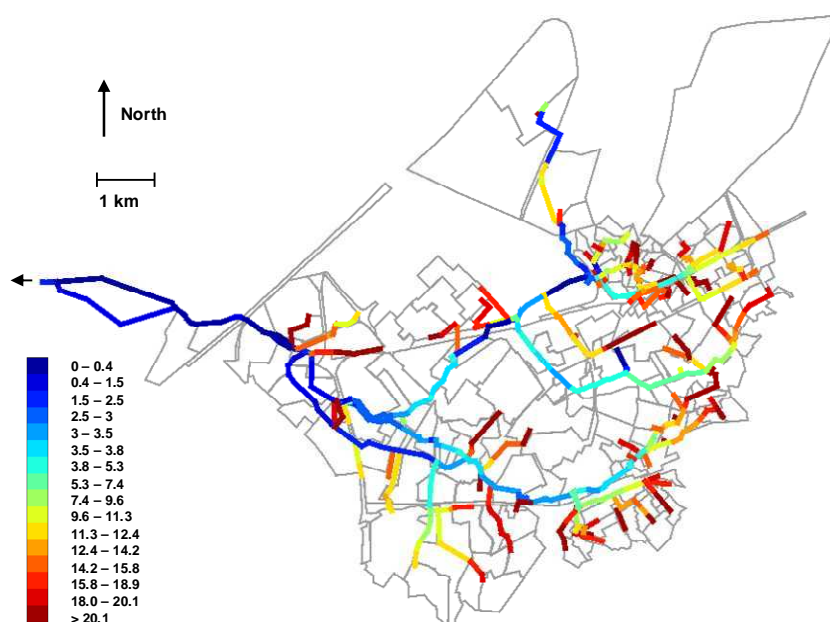 North
1 km
0 – 0.4
0.4 – 1.5
1.5 – 2.5
2.5 – 3
3 – 3.5
3.5 – 3.8
3.8 – 5.3
5.3 – 7.4
7.4 – 9.6
9.6 – 11.3
11.3 – 12.4
12.4 – 14.2
14.2 – 15.8
15.8 – 18.9
18.0 – 20.1
> 20.1